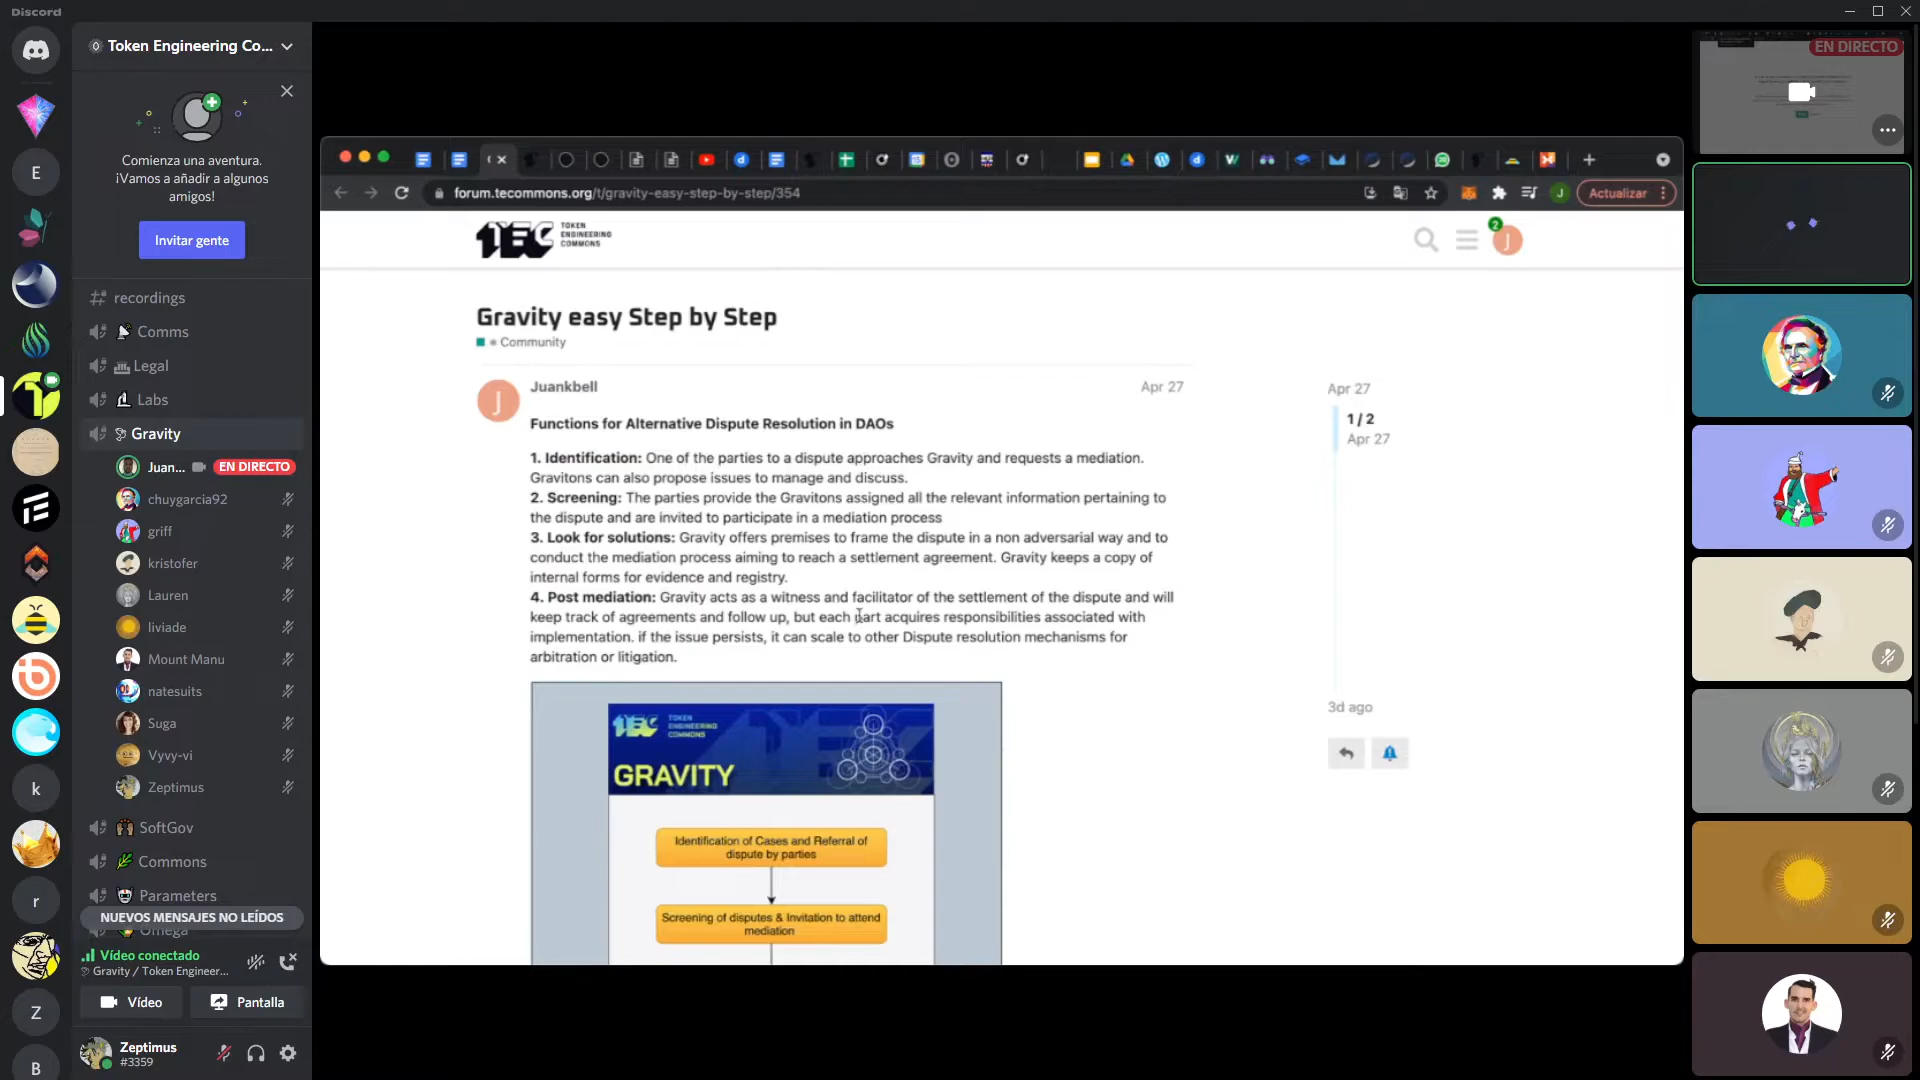 Discord
Token Engineering Co...
Comienza una aventura.
¡Vamos a añadir a algunos
amigos!
Invitar gente
recordings
Comms
Legal
Labs
Gravity
Juan...
EN DIRECTO
chuygarcia92
griff
kristofer
Lauren
liviade
Mount Manu
natesuits
Suga
Vyvy-vi
Zeptimus
SoftGov
Commons
Parameters
NUEVOS MENSAJES NO LEÍDOS
Omega
Vídeo conectado
Gravity / Token Engineer...
Vídeo
Pantalla
Zeptimus
#3359
E
k
r
Z
B
forum.tecommons.org/t/gravity-easy-step-by-step/354
J
Actualizar
TEC
TOKEN
ENGINEERING
COMMONS
2
J
Gravity easy Step by Step
Community
J
Juankbell
Apr 27
Functions for Alternative Dispute Resolution in DAOs
1. Identification: One of the parties to a dispute approaches Gravity and requests a mediation.
Gravitons can also propose issues to manage and discuss.
2. Screening: The parties provide the Gravitons assigned all the relevant information pertaining to
the dispute and are invited to participate in a mediation process
3. Look for solutions: Gravity offers premises to frame the dispute in a non adversarial way and to
conduct the mediation process aiming to reach a settlement agreement. Gravity keeps a copy of
internal forms for evidence and registry.
4. Post mediation: Gravity acts as a witness and facilitator of the settlement of the dispute and will
keep track of agreements and follow up, but each part acquires responsibilities associated with
implementation. if the issue persists, it can scale to other Dispute resolution mechanisms for
arbitration or litigation.
Apr 27
1 / 2
Apr 27
3d ago
TEC
TOKEN
ENGINEERING
COMMONS
GRAVITY
Identification of Cases and Referral of
dispute by parties
Screening of disputes & Invitation to attend
mediation
EN DIRECTO